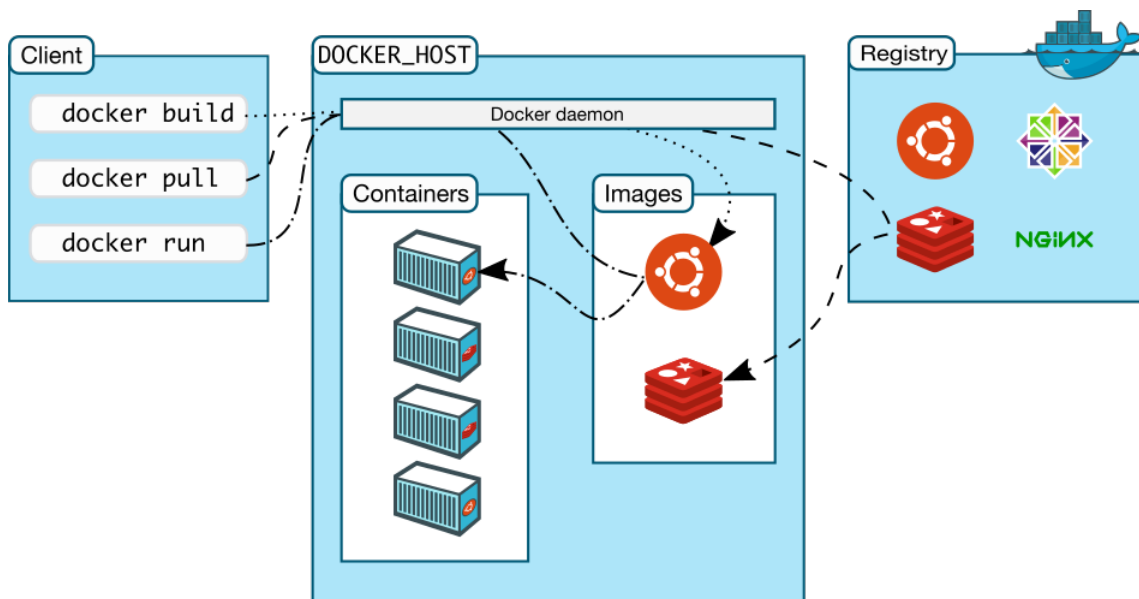 Client
docker build
docker pull
docker run
DOCKER_HOST
Docker daemon
Containers
Images
Registry
NGINX